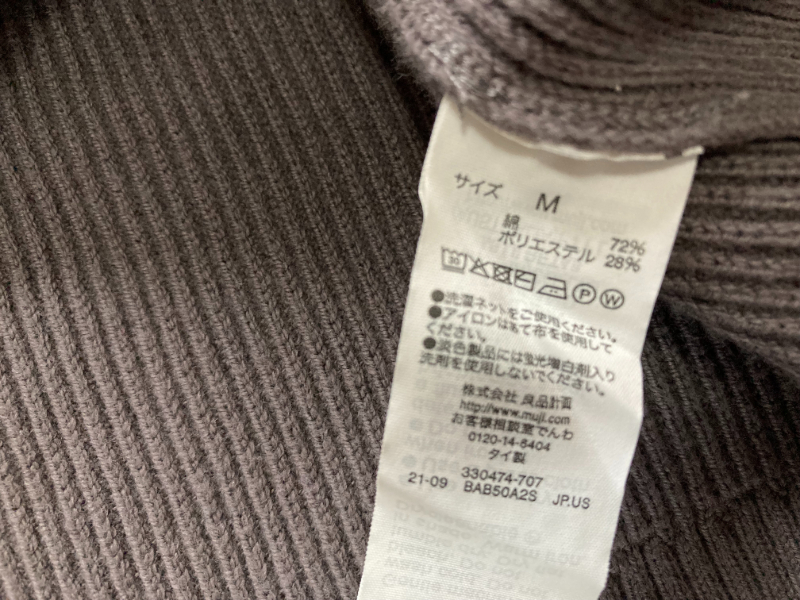 サイズ M
綿 72%
ポリエステル 28%
P W
●洗濯ネットをご使用ください。
●アイロンはあて布を使用して
ください。
●淡色製品には蛍光増白剤入り
洗剤を使用しないでください。
株式会社 良品計画
http://www.muji.com
お客様相談室でんわ
0120-14-6404
タイ製
330474-707
21-09 BAB50A2S JP.US